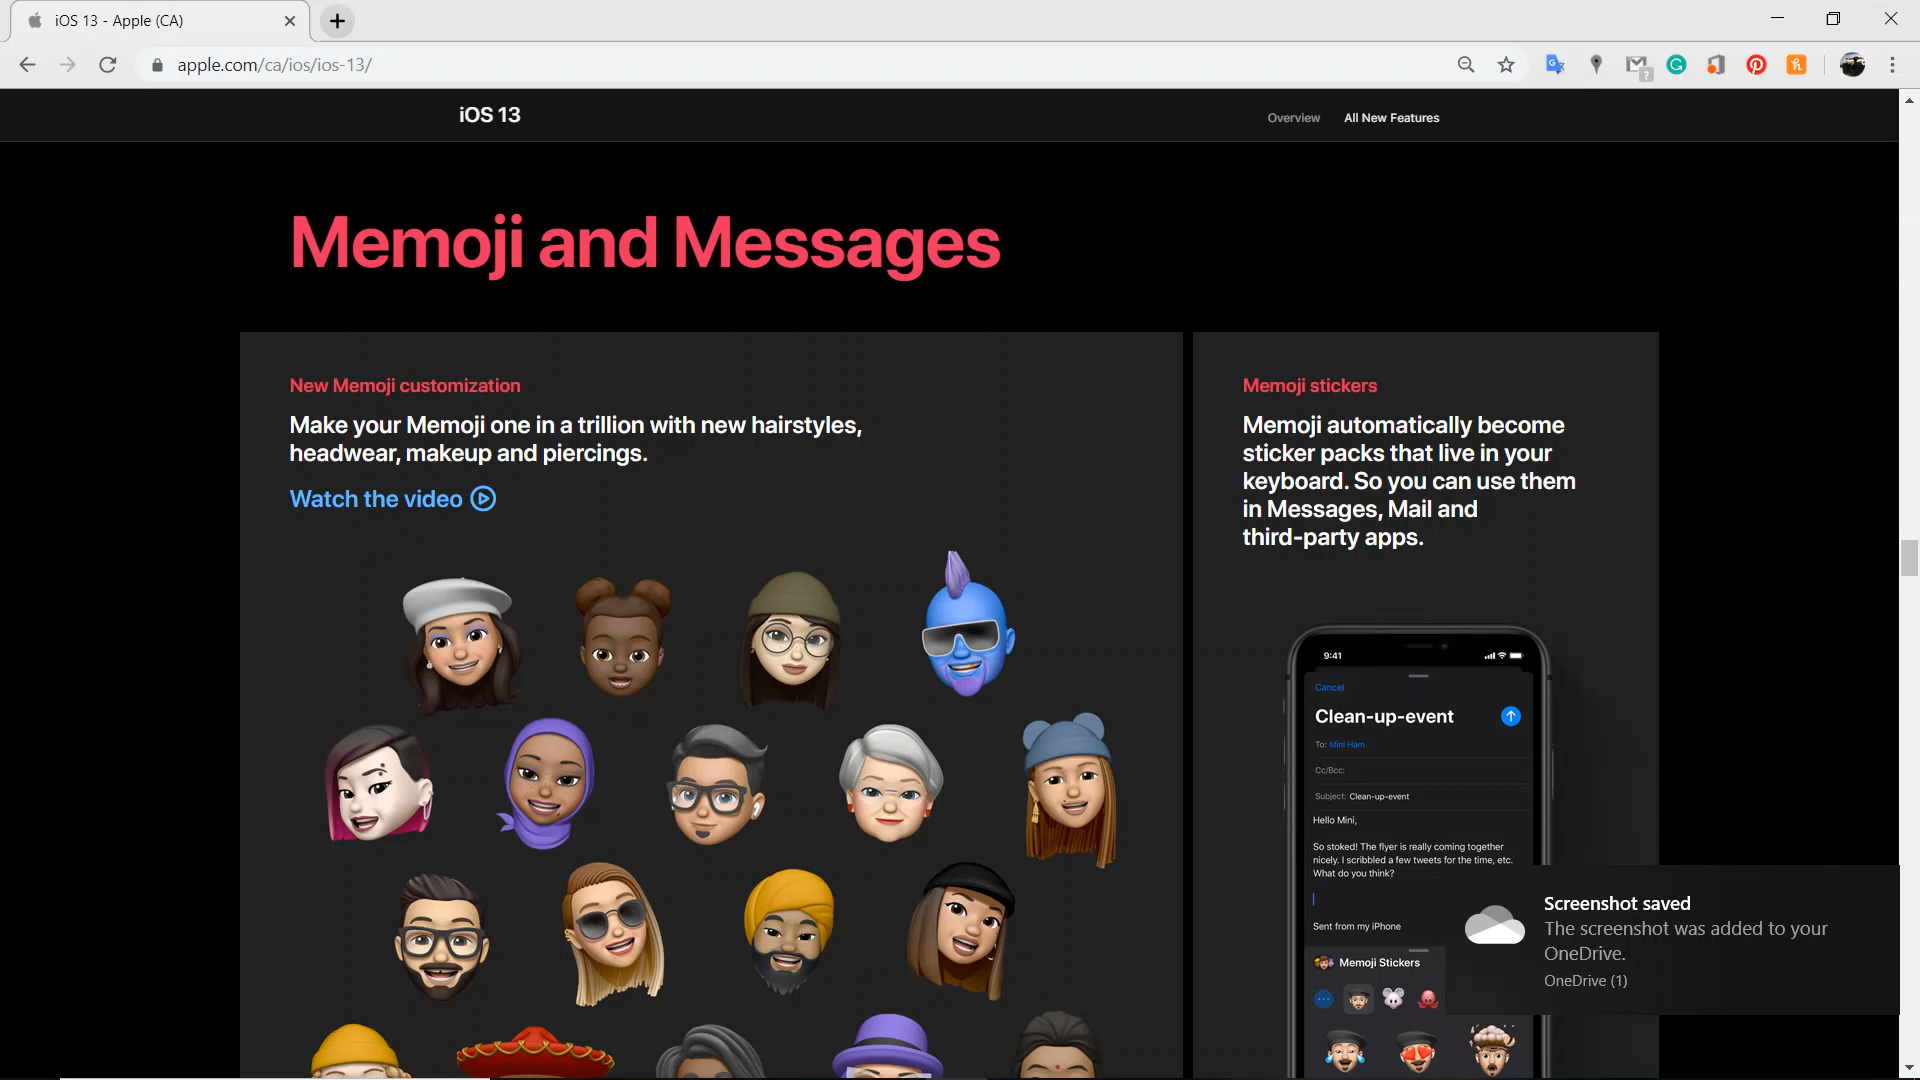 iOS 13 - Apple (CA)
apple.com/ca/ios/ios-13/
iOS 13
Overview
All New Features
Memoji and Messages
New Memoji customization
Make your Memoji one in a trillion with new hairstyles,
headwear, makeup and piercings.
Watch the video
Memoji stickers
Memoji automatically become
sticker packs that live in your
keyboard. So you can use them
in Messages, Mail and
third-party apps.
9:41
Cancel
Clean-up-event
To: Mini Ham
Cc/Bcc:
Subject: Clean-up-event
Hello Mini,
So stoked! The flyer is really coming together
nicely. I scribbled a few tweets for the time, etc.
What do you think?
Sent from my iPhone
Memoji Stickers
Screenshot saved
The screenshot was added to your
OneDrive.
OneDrive (1)